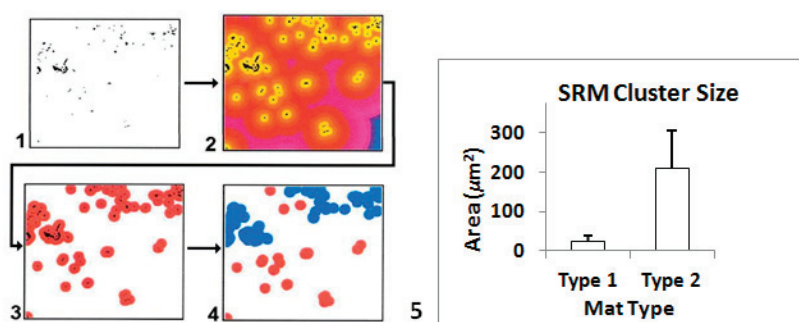 1
2
3
4
5
SRM Cluster Size
Area (μm²)
300
200
100
0
Type 1 Type 2
Mat Type